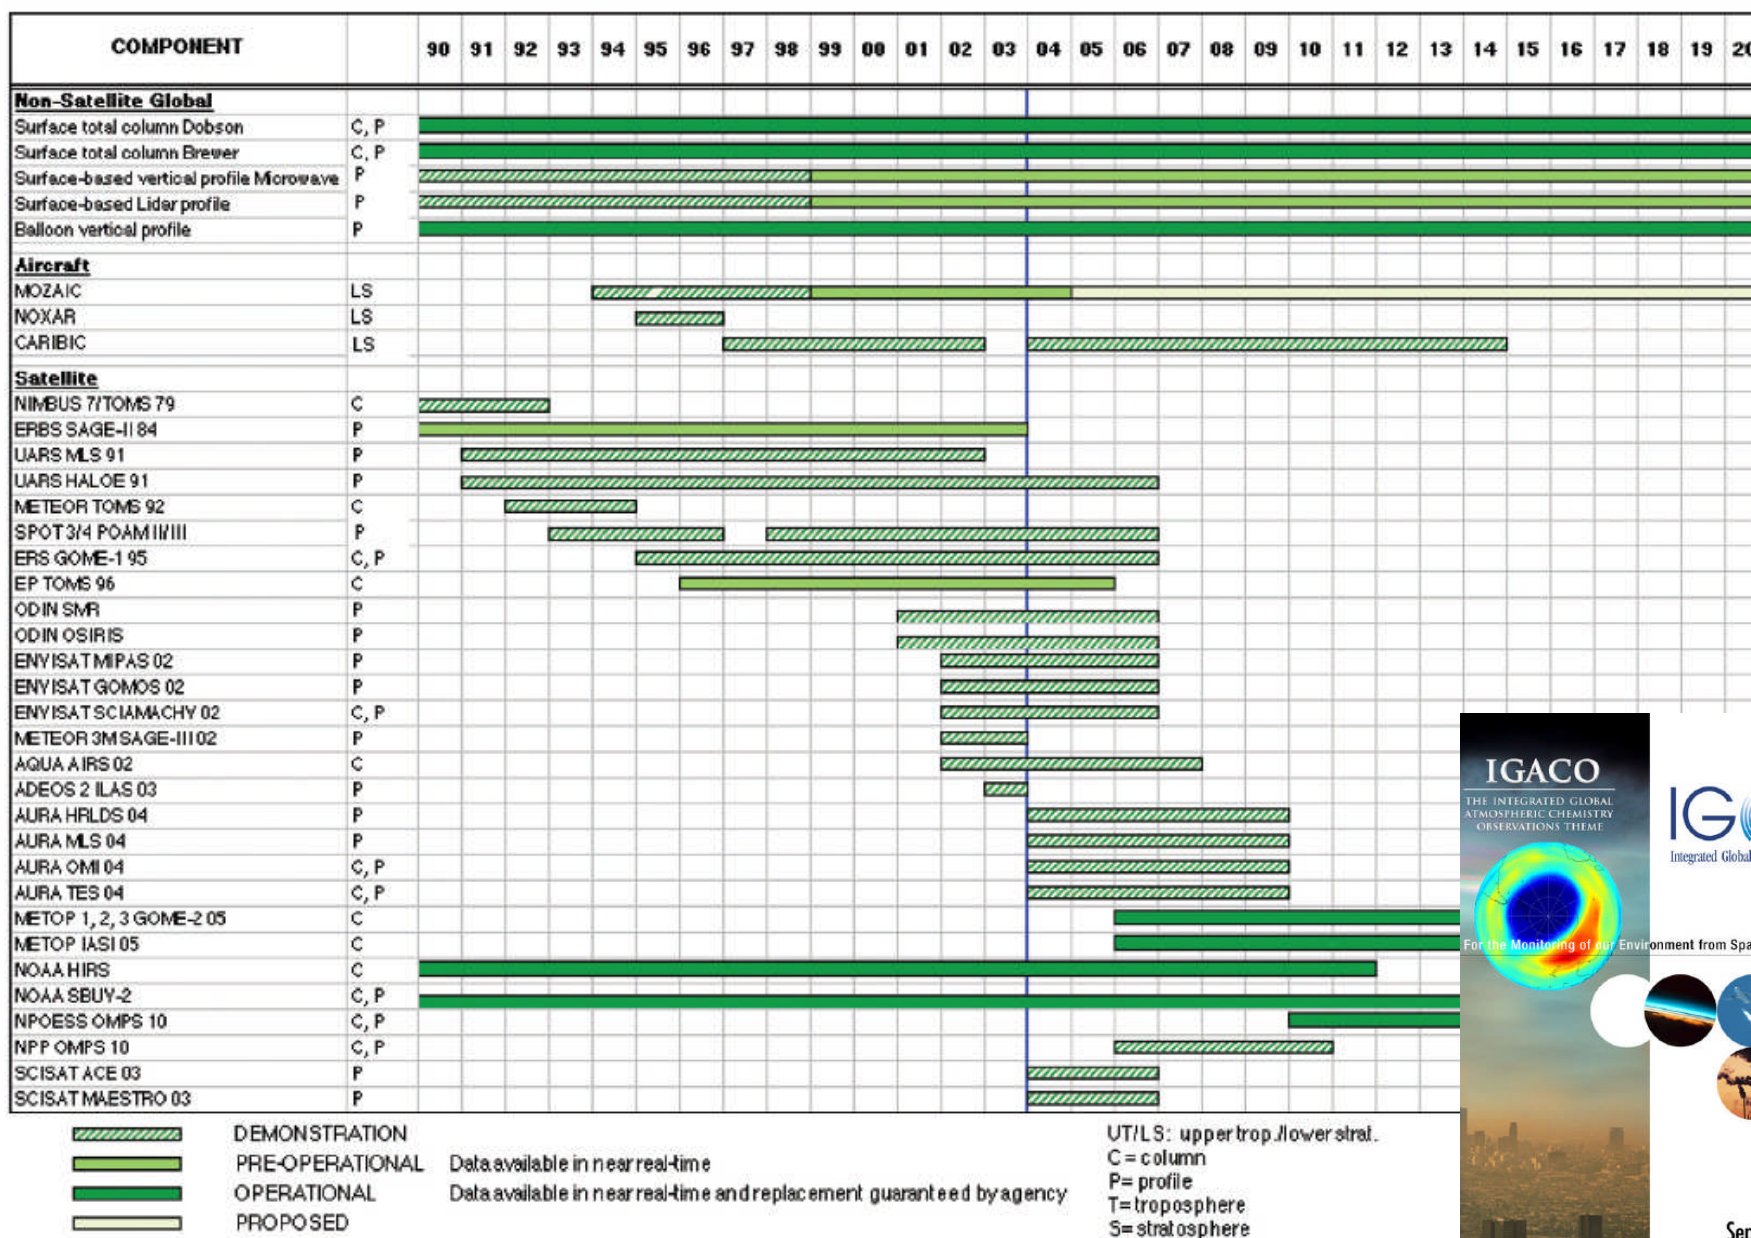 COMPONENT 90 91 92 93 94 95 96 97 98 99 00 01 02 03 04 05 06 07 08 09 10 11 12 13 14 15 16 17 18 19 20
Non-Satellite Global
Surface total column Dobson C, P
Surface total column Brewer C, P
Surface-based vertical profile Microwave P
Surface-based Lidar profile P
Balloon vertical profile P
Aircraft
MOZAIC LS
NOXAR LS
CARIBIC LS
Satellite
NIMBUS 7/TOMS 79 C
ERBS SAGE-II 84 P
UARS MLS 91 P
UARS HALOE 91 P
METEOR TOMS 92 C
SPOT 3/4 POAM II/III P
ERS GOME-1 95 C, P
EP TOMS 96 C
ODIN SMR P
ODIN OSIRIS P
ENVISAT MIPAS 02 P
ENVISAT GOMOS 02 P
ENVISAT SCIAMACHY 02 C, P
METEOR 3M SAGE-III 02 P
AQUA AIRS 02 C
ADEOS 2 ILAS 03 P
AURA HRLDS 04 P
AURA MLS 04 P
AURA OMI 04 C, P
AURA TES 04 C, P
METOP 1, 2, 3 GOME-2 05 C
METOP IASI 05 C
NOAA HIRS C
NOAA SBUV-2 C, P
NPOESS OMPS 10 C, P
NPP OMPS 10 C, P
SCISAT ACE 03 P
SCISAT MAESTRO 03 P
DEMONSTRATION
PRE-OPERATIONAL Data available in near real-time
OPERATIONAL Data available in near real-time and replacement guaranteed by agency
PROPOSED
UT/LS: upper trop./lower strat.
C = column
P= profile
T= troposphere
S= stratosphere
IGACO
THE INTEGRATED GLOBAL
ATMOSPHERIC CHEMISTRY
OBSERVATIONS THEME
IG
Integrated Global
For the Monitoring of our Environment from Spa
Sep